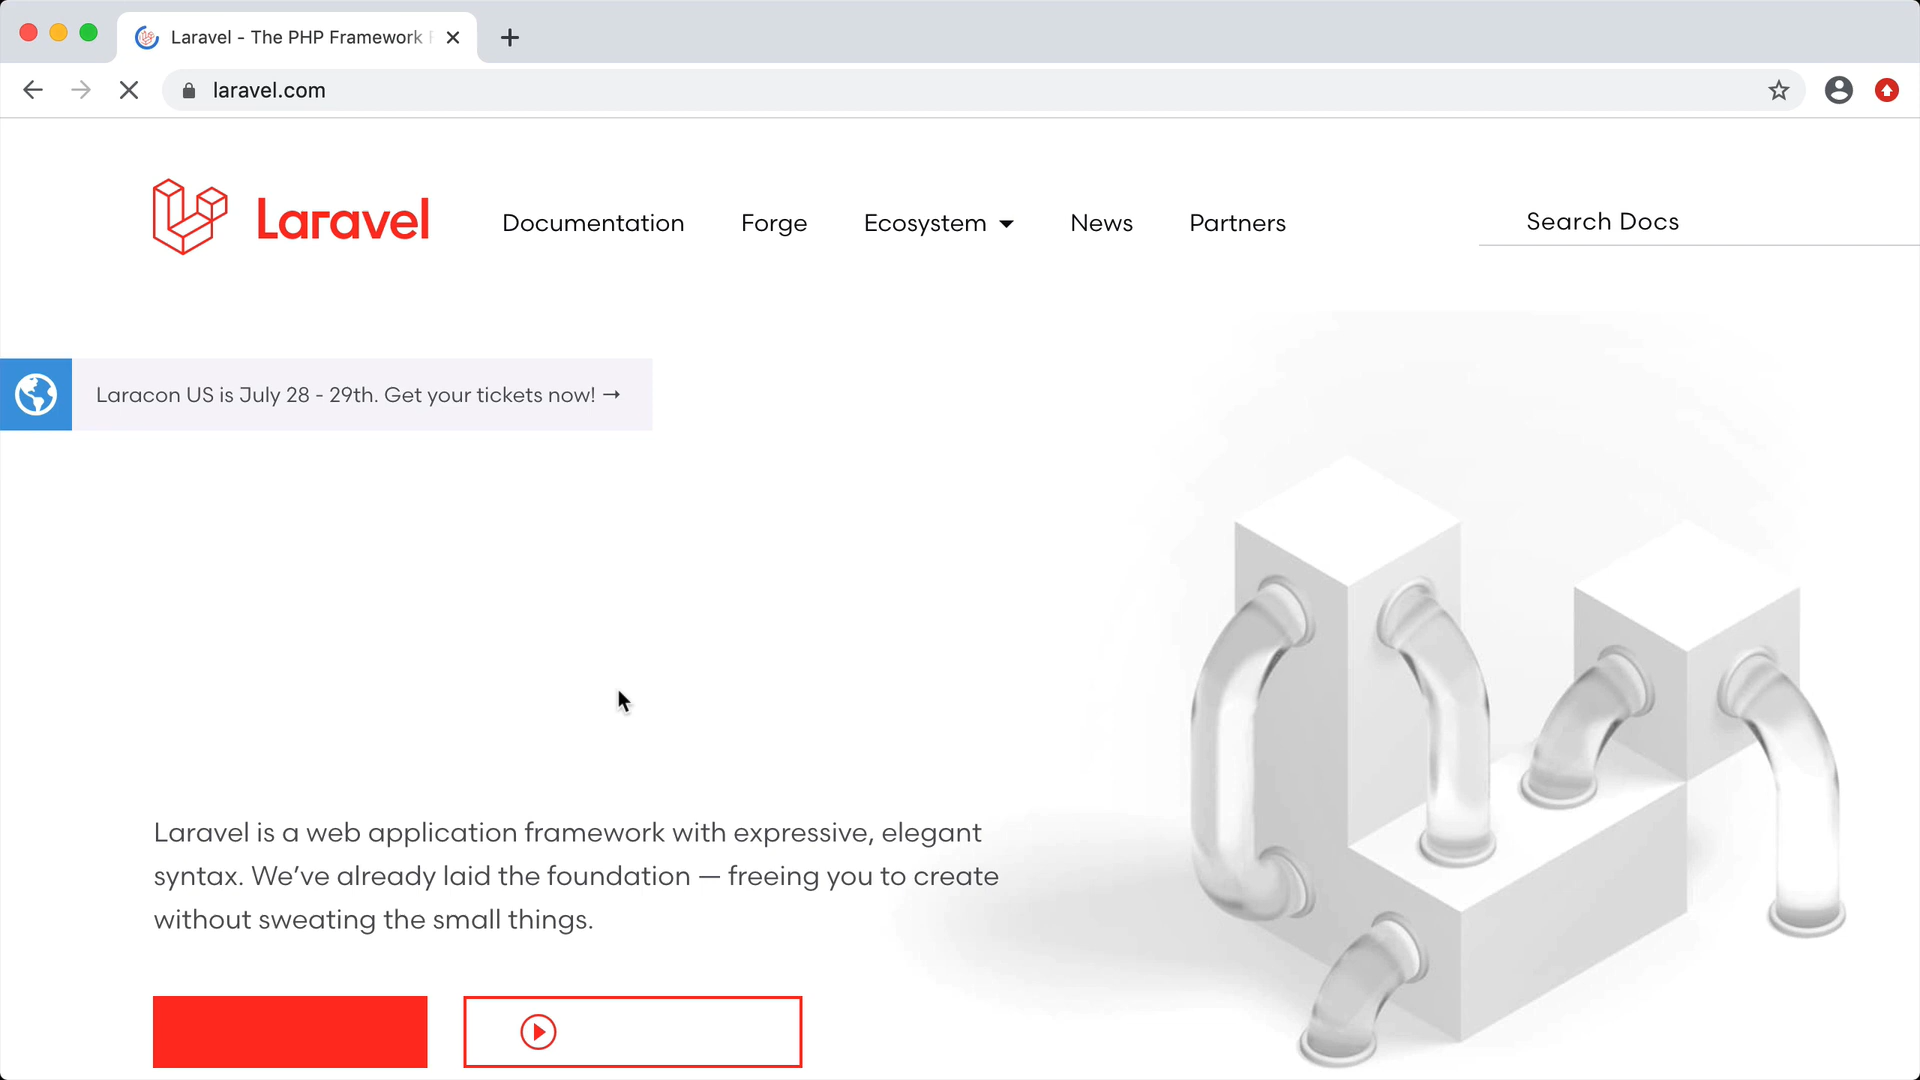 Laravel - The PHP Framework
laravel.com
Laravel
Documentation
Forge
Ecosystem
News
Partners
Search Docs
Laracon US is July 28 - 29th. Get your tickets now! →
Laravel is a web application framework with expressive, elegant
syntax. We’ve already laid the foundation — freeing you to create
without sweating the small things.